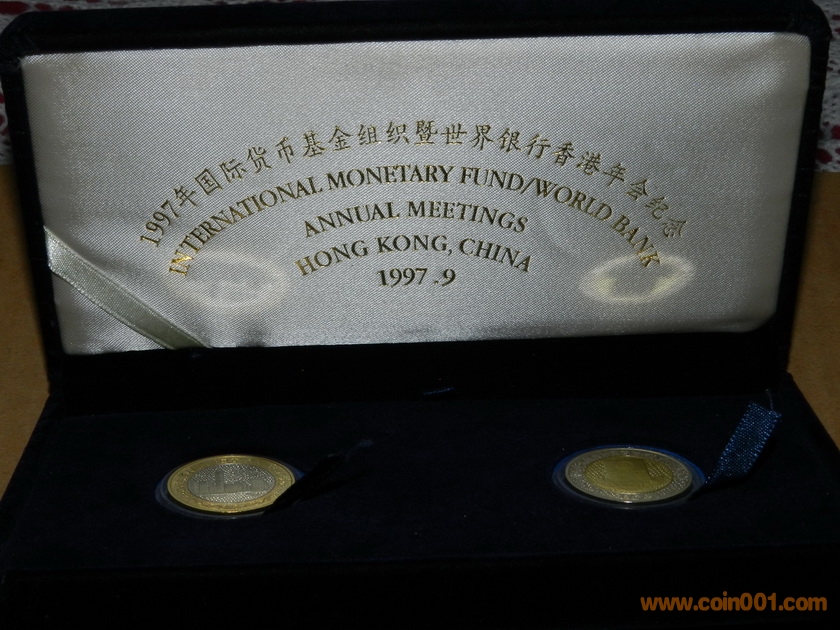 1997年国际货币基金组织暨世界银行香港年会纪念
INTERNATIONAL MONETARY FUND/WORLD BANK
ANNUAL MEETINGS
HONG KONG, CHINA
1997.9
www.coin001.com